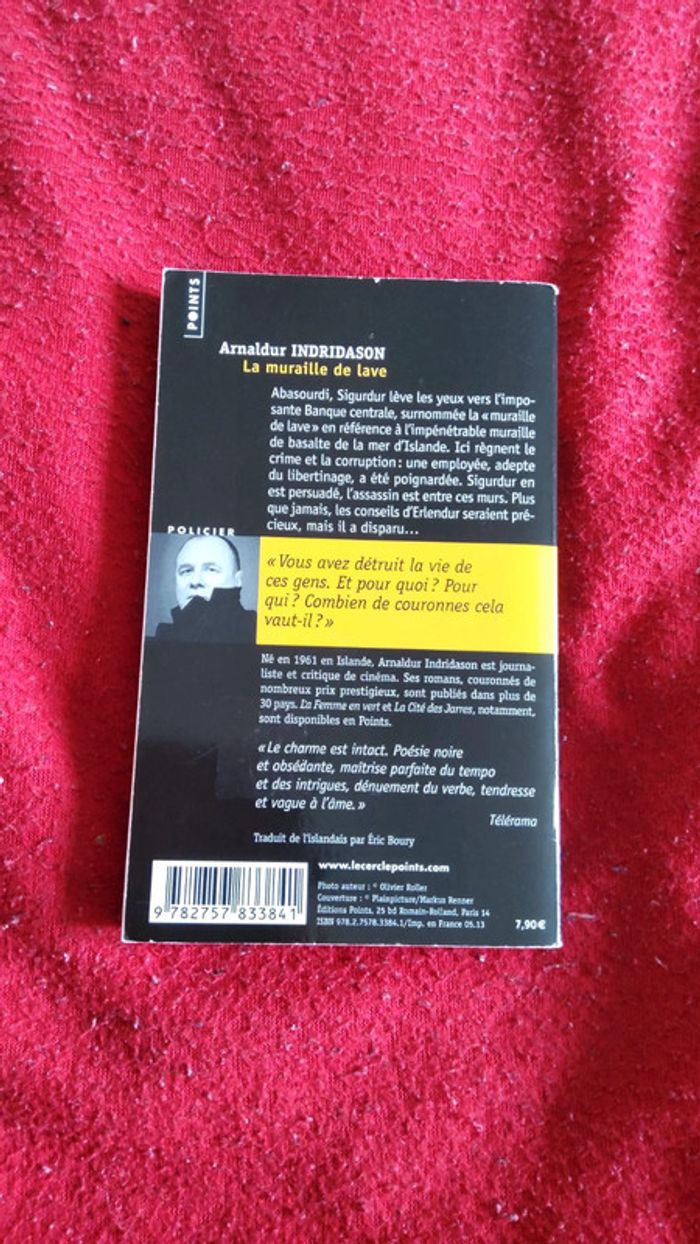 POINTS
Arnaldur INDRIDASON
La muraille de lave
Abasourdi, Sigurdur lève les yeux vers l'impo-
sante Banque centrale, surnommée la « muraille
de lave » en référence à l'impénétrable muraille
de basalte de la mer d'Islande. Ici règnent le
crime et la corruption : une employée, adepte
du libertinage, a été poignardée. Sigurdur en
est persuadé, l'assassin est entre ces murs. Plus
que jamais, les conseils d'Erlendur seraient pré-
cieux, mais il a disparu…
POLICIER
« Vous avez détruit la vie de
ces gens. Et pour quoi ? Pour
qui ? Combien de couronnes cela
vaut-il ? »
Né en 1961 en Islande, Arnaldur Indridason est journa-
liste et critique de cinéma. Ses romans, couronnés de
nombreux prix prestigieux, sont publiés dans plus de
30 pays. La Femme en vert et La Cité des Jarres, notamment,
sont disponibles en Points.
« Le charme est intact. Poésie noire
et obsédante, maîtrise parfaite du tempo
et des intrigues, dénuement du verbe, tendresse
et vague à l'âme. »
Télérama
Traduit de l'islandais par Éric Boury
www.lecerclepoints.com
Photo auteur : © Olivier Roller
Couverture : © Plainpicture/Markus Renner
Éditions Points, 25 bd Romain-Rolland, Paris 14
ISBN 978.2.7578.3384.1/Imp. en France 05.13
7,90€
9 782757 833841